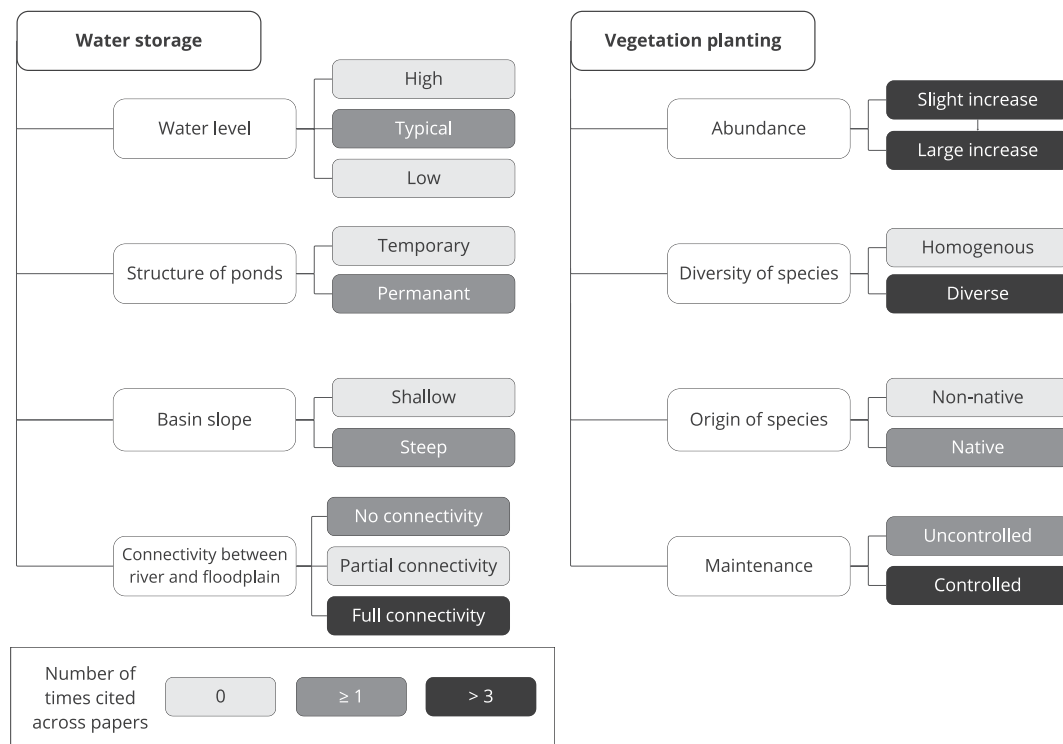 Water storage
Water level
High
Typical
Low
Structure of ponds
Temporary
Permanant
Basin slope
Shallow
Steep
Connectivity between
river and floodplain
No connectivity
Partial connectivity
Full connectivity
Vegetation planting
Abundance
Slight increase
Large increase
Diversity of species
Homogenous
Diverse
Origin of species
Non-native
Native
Maintenance
Uncontrolled
Controlled
Number of
times cited
across papers
0
≥ 1
> 3